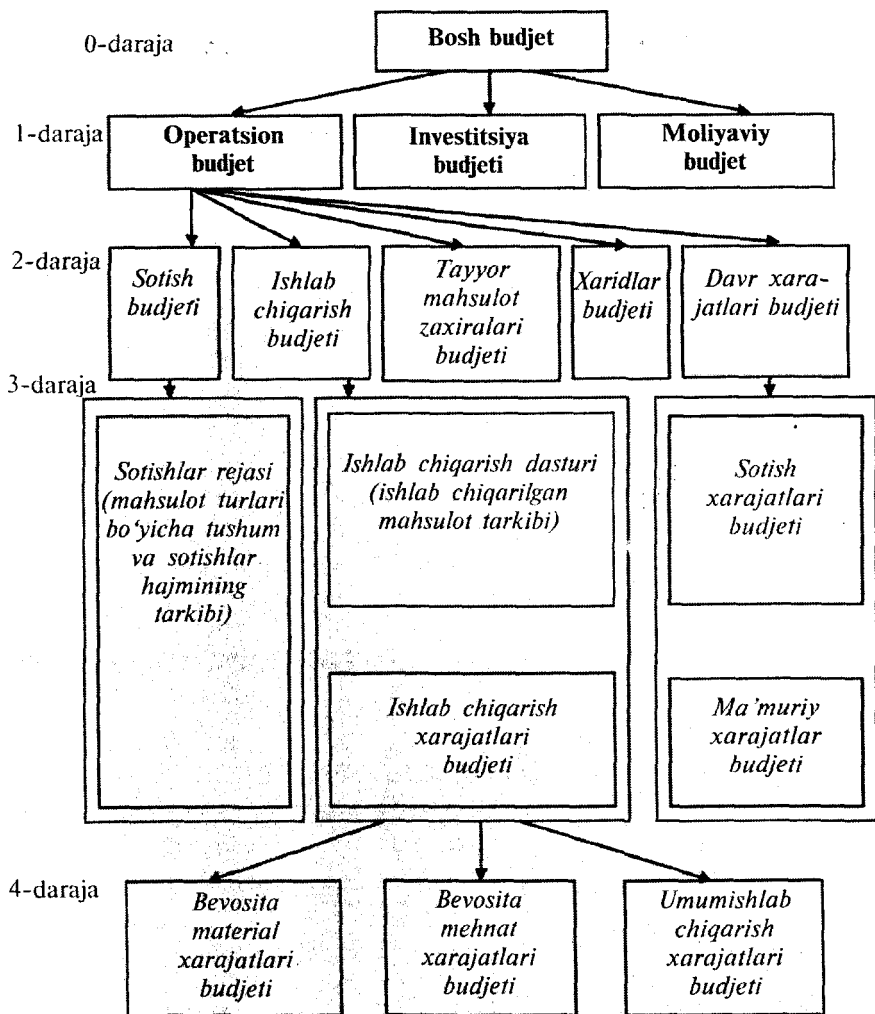 0-daraja
Bosh budjet
1-daraja
Operatsion
budjet
Investitsiya
budjeti
Moliyaviy
budjet
2-daraja
Sotish
budjeti
Ishlab
chiqarish
budjeti
Tayyor
mahsulot
zaxiralari
budjeti
Xaridlar
budjeti
Davr xara-
jatlari budjeti
3-daraja
Sotishlar rejasi
(mahsulot turlari
bo‘yicha tushum
va sotishlar
hajmining
tarkibi)
Ishlab chiqarish dasturi
(ishlab chiqarilgan
mahsulot tarkibi)
Sotish
xarajatlari
budjeti
Ishlab chiqarish
xarajatlari
budjeti
Ma’muriy
xarajatlar
budjeti
4-daraja
Bevosita
material
xarajatlari
budjeti
Bevosita
mehnat
xarajatlari
budjeti
Umumishlab
chiqarish
xarajatlari
budjeti